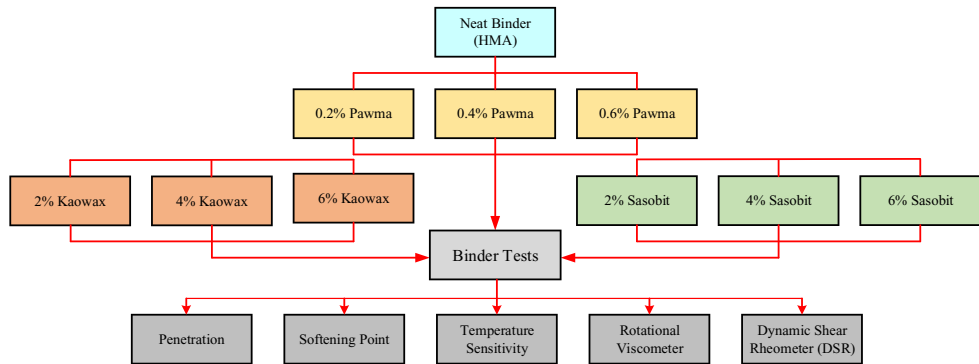 Neat Binder
(HMA)
0.2% Pawma
0.4% Pawma
0.6% Pawma
2% Kaowax
4% Kaowax
6% Kaowax
2% Sasobit
4% Sasobit
6% Sasobit
Binder Tests
Penetration
Softening Point
Temperature
Sensitivity
Rotational
Viscometer
Dynamic Shear
Rheometer (DSR)